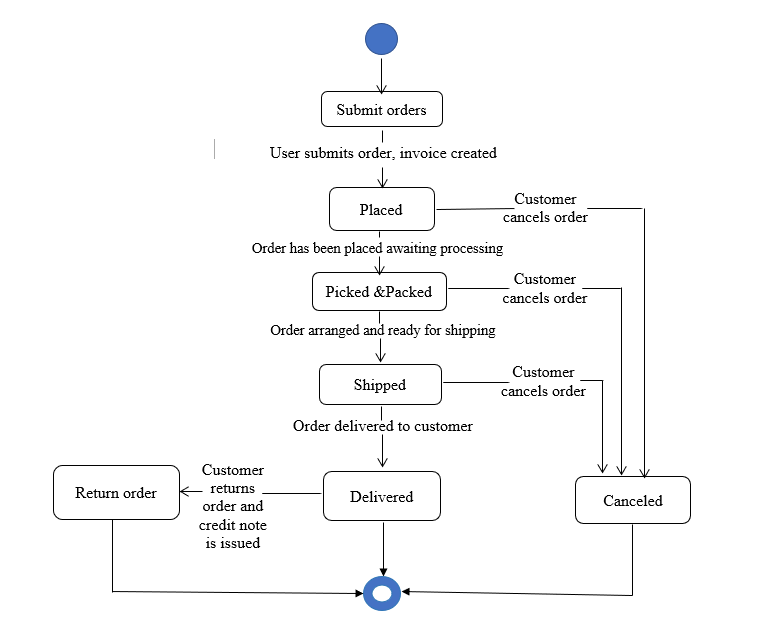 Submit orders
User submits order, invoice created
Placed
Customer
cancels order
Order has been placed awaiting processing
Picked &Packed
Customer
cancels order
Order arranged and ready for shipping
Shipped
Customer
cancels order
Order delivered to customer
Return order
Customer
returns
order and
credit note
is issued
Delivered
Canceled